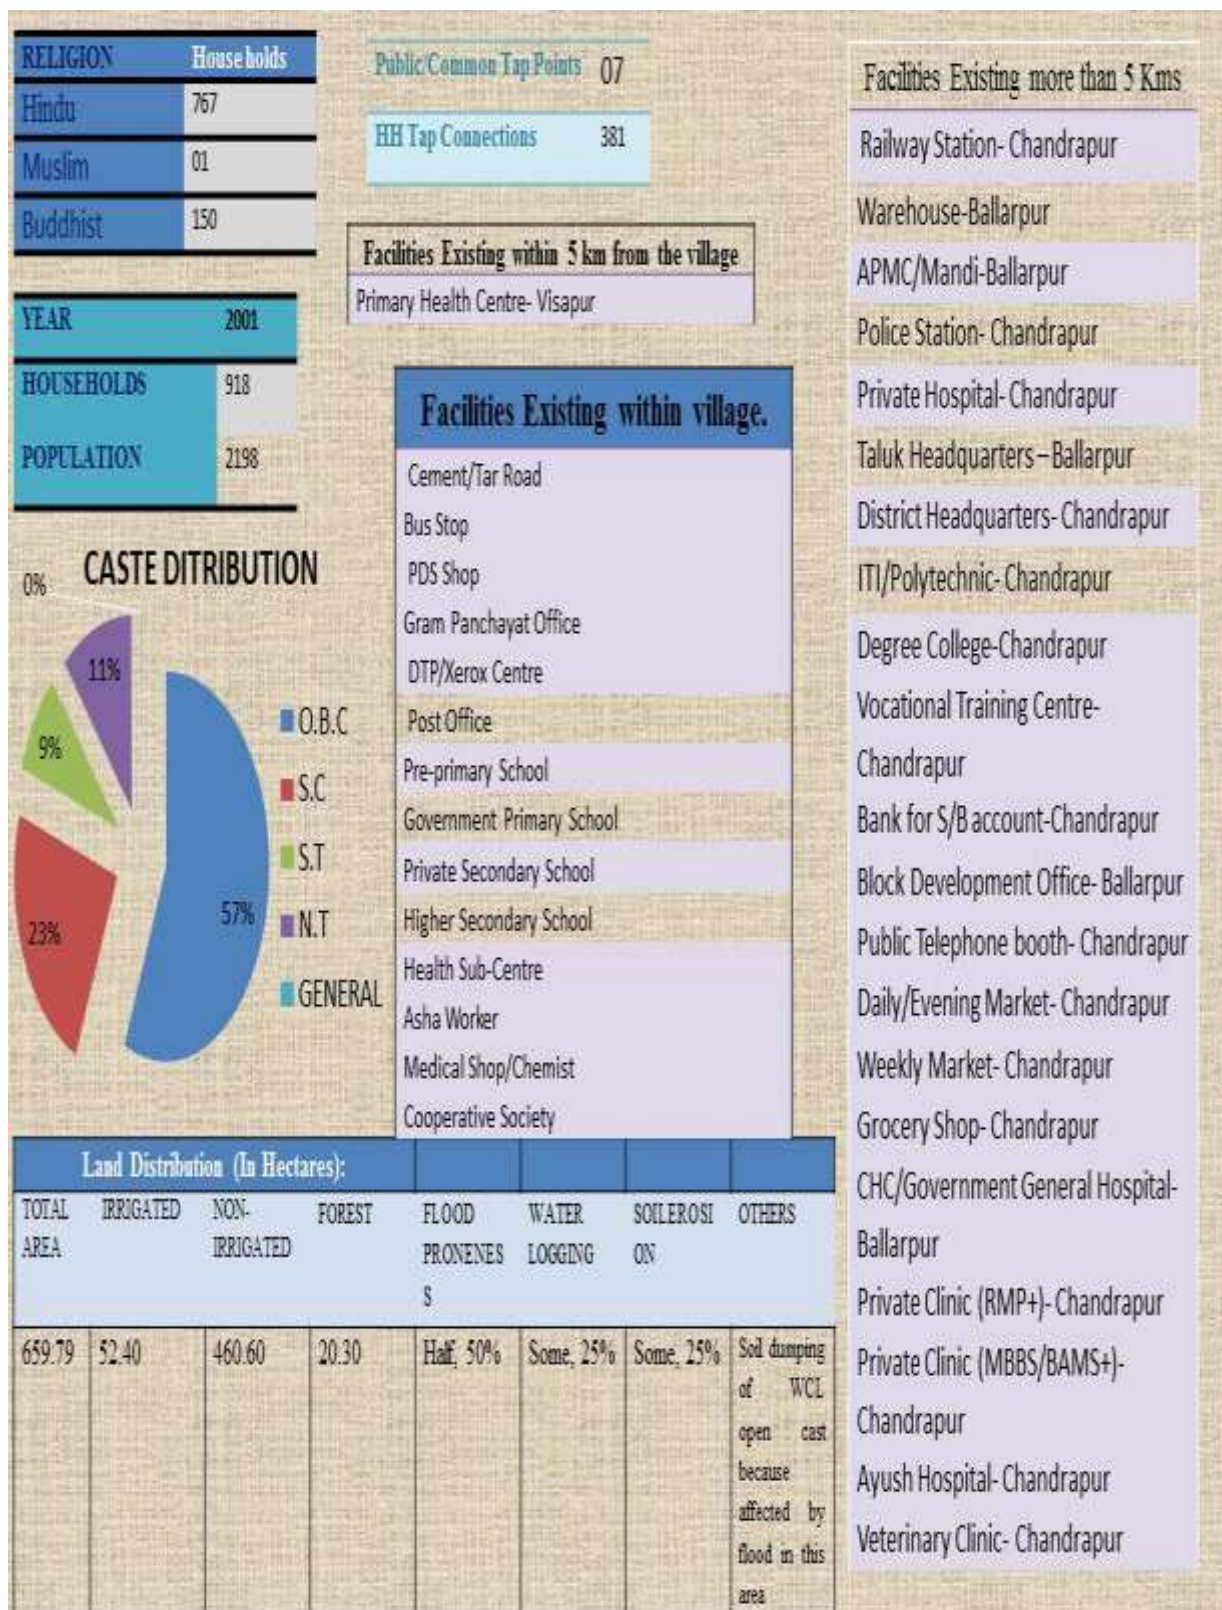 RELIGION Households
Hindu 767
Muslim 01
Buddhist 150
YEAR 2001
HOUSEHOLDS 918
POPULATION 2198
CASTE DITRIBUTION
0%
11%
9%
23%
57%
O.B.C
S.C
S.T
N.T
GENERAL
Public/Common Tap Points 07
HH Tap Connections 381
Facilities Existing within 5 km from the village
Primary Health Centre- Visapur
Facilities Existing within village.
Cement/Tar Road
Bus Stop
PDS Shop
Gram Panchayat Office
DTP/Xerox Centre
Post Office
Pre-primary School
Government Primary School
Private Secondary School
Higher Secondary School
Health Sub-Centre
Asha Worker
Medical Shop/Chemist
Cooperative Society
Facilities Existing more than 5 Kms
Railway Station- Chandrapur
Warehouse-Ballarpur
APMC/Mandi-Ballarpur
Police Station- Chandrapur
Private Hospital- Chandrapur
Taluk Headquarters – Ballarpur
District Headquarters- Chandrapur
ITI/Polytechnic- Chandrapur
Degree College-Chandrapur
Vocational Training Centre-
Chandrapur
Bank for S/B account-Chandrapur
Block Development Office- Ballarpur
Public Telephone booth- Chandrapur
Daily/Evening Market- Chandrapur
Weekly Market- Chandrapur
Grocery Shop- Chandrapur
CHC/Government General Hospital-
Ballarpur
Private Clinic (RMP+)- Chandrapur
Private Clinic (MBBS/BAMS+)-
Chandrapur
Ayush Hospital- Chandrapur
Veterinary Clinic- Chandrapur
Land Distribution (In Hectares):
TOTAL IRRIGATED NON- FOREST FLOOD WATER SOILEROSI OTHERS
AREA IRRIGATED PRONENES LOGGING ON
S
659.79 52.40 460.60 20.30 Half, 50% Some, 25% Some, 25% Soil dumping
of WCL
open cast
because
affected by
flood in this
area